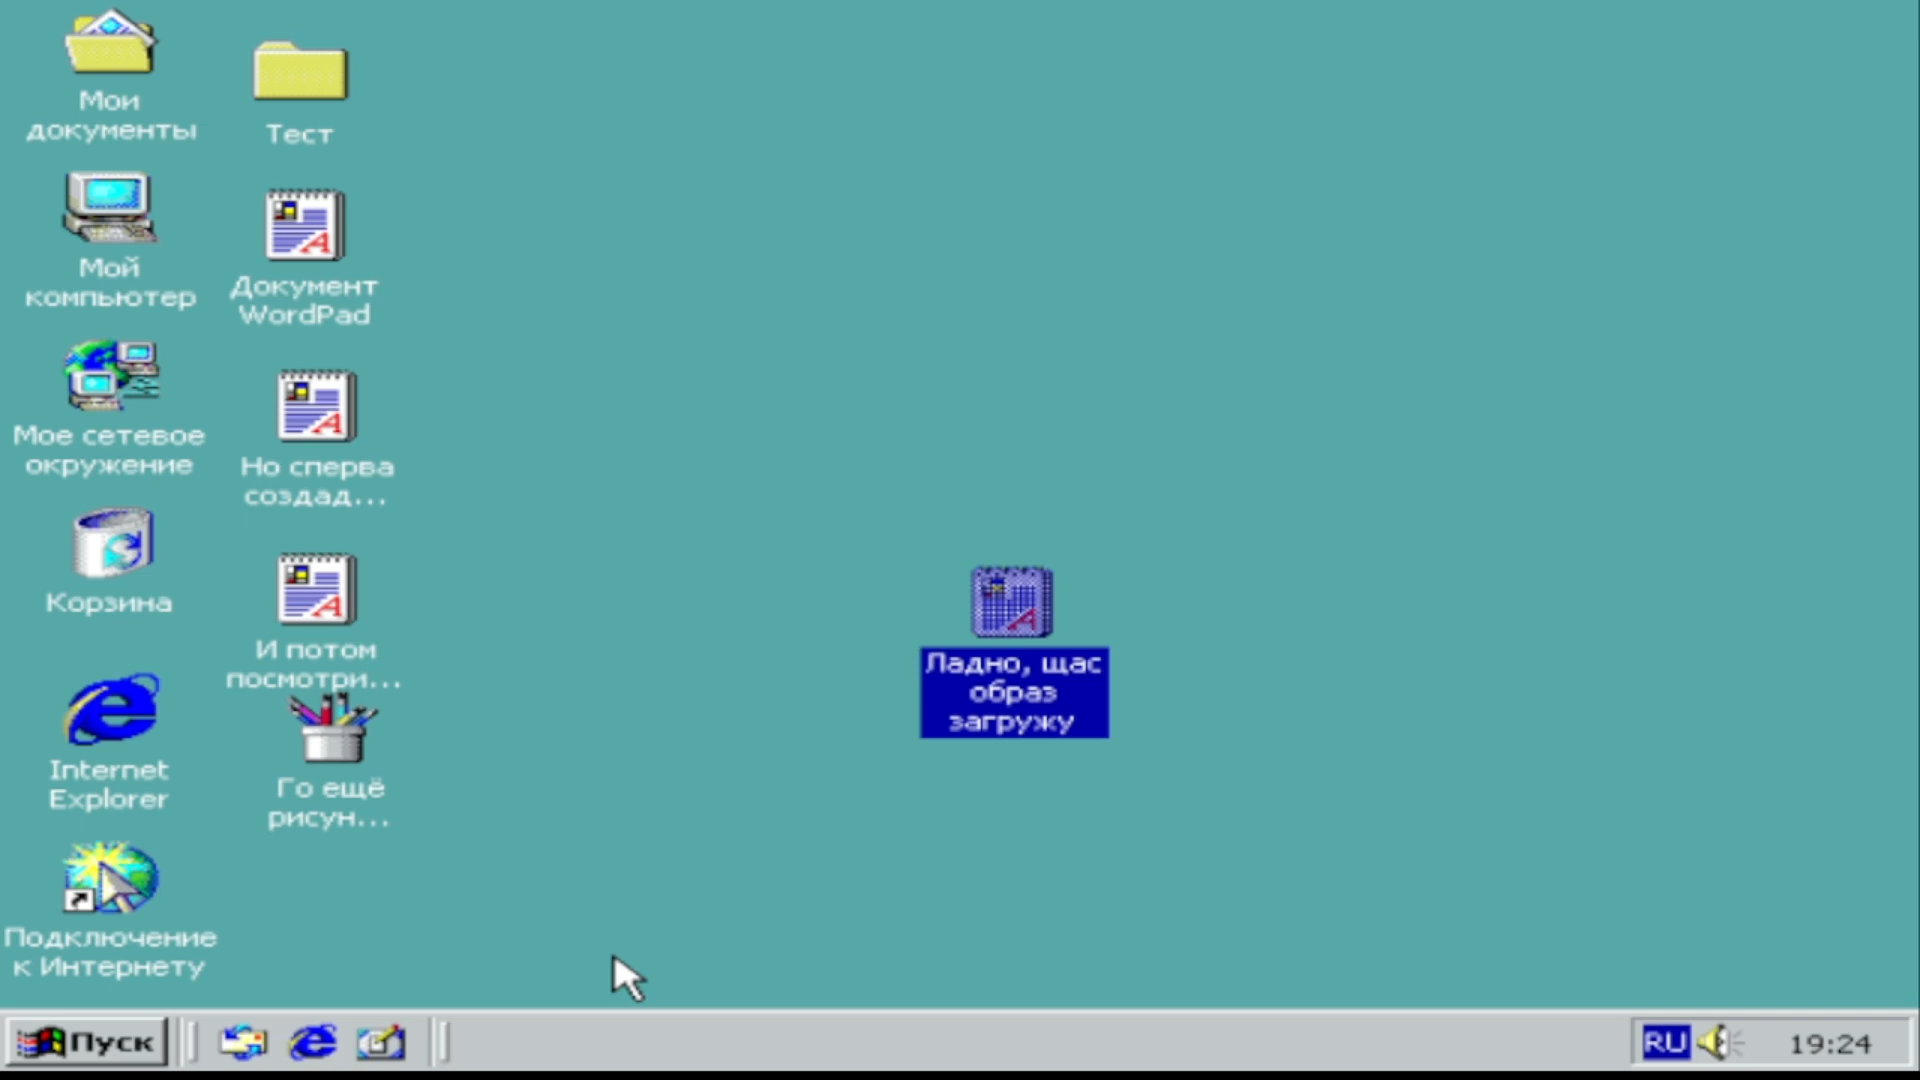 Мои
документы
Мой
компьютер
Мое сетевое
окружение
Корзина
Internet
Explorer
Подключение
к Интернету
Тест
Документ
WordPad
Но сперва
создад...
И потом
посмотри...
Го ещё
рисун...
Ладно, щас
образ
загружу
Пуск
RU
19:24